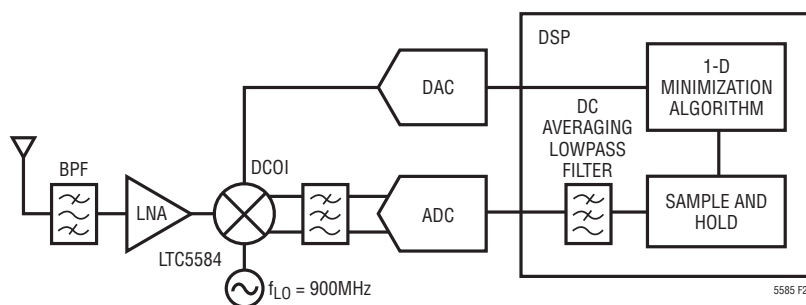 DSP
1-D
MINIMIZATION
ALGORITHM
DAC
DC
AVERAGING
LOWPASS
FILTER
BPF
DCOI
LNA
ADC
SAMPLE AND
HOLD
LTC5584
fLO = 900MHz
5585 F2